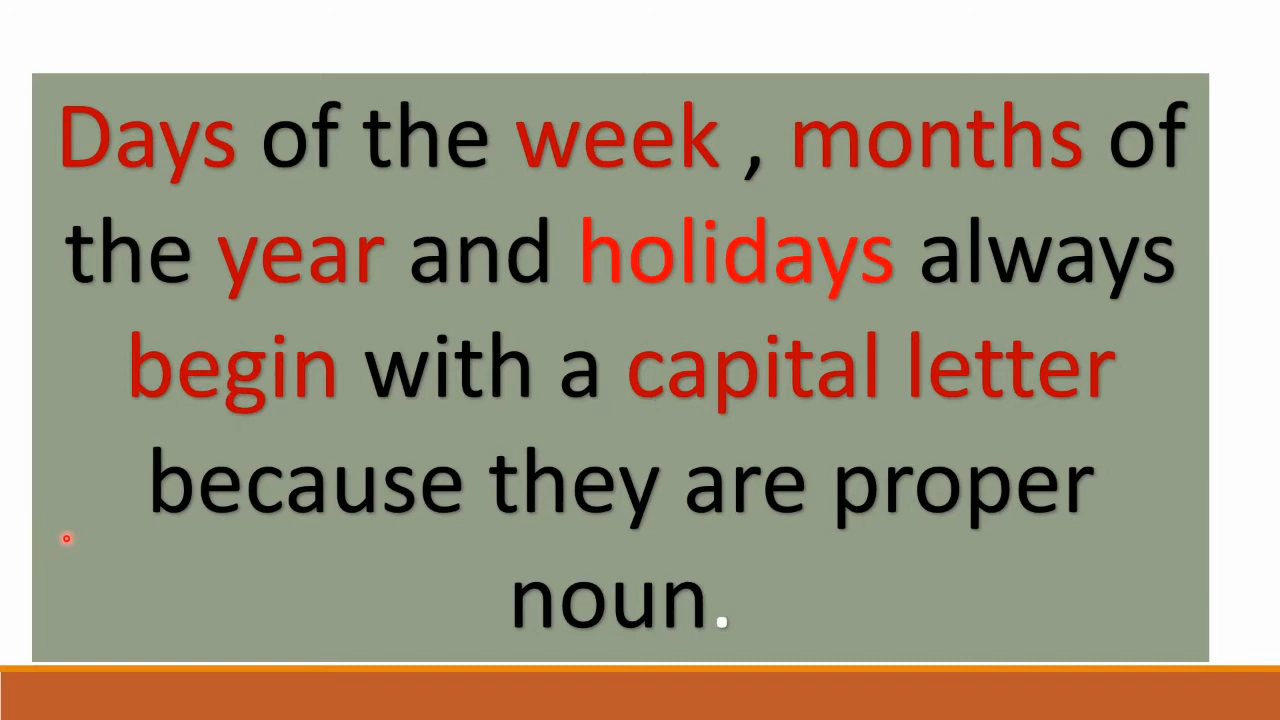 Days of the week , months of
the year and holidays always
begin with a capital letter
because they are proper
noun.